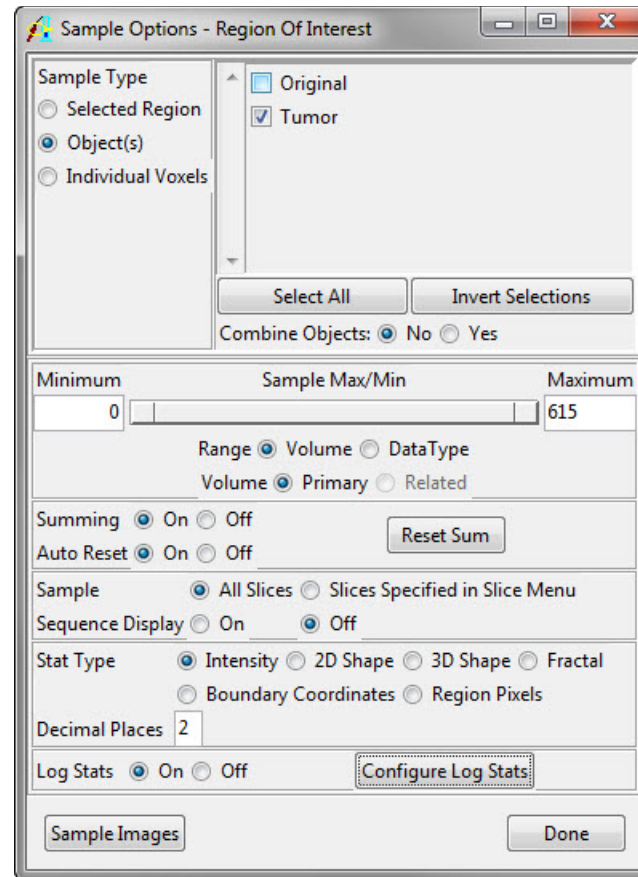 Sample Options - Region Of Interest
Sample Type
Selected Region
Object(s)
Individual Voxels
Original
Tumor
Select All Invert Selections
Combine Objects: No Yes
Minimum Sample Max/Min Maximum
0 615
Range Volume DataType
Volume Primary Related
Summing On Off
Auto Reset On Off
Reset Sum
Sample All Slices Slices Specified in Slice Menu
Sequence Display On Off
Stat Type Intensity 2D Shape 3D Shape Fractal
Boundary Coordinates Region Pixels
Decimal Places 2
Log Stats On Off Configure Log Stats
Sample Images Done